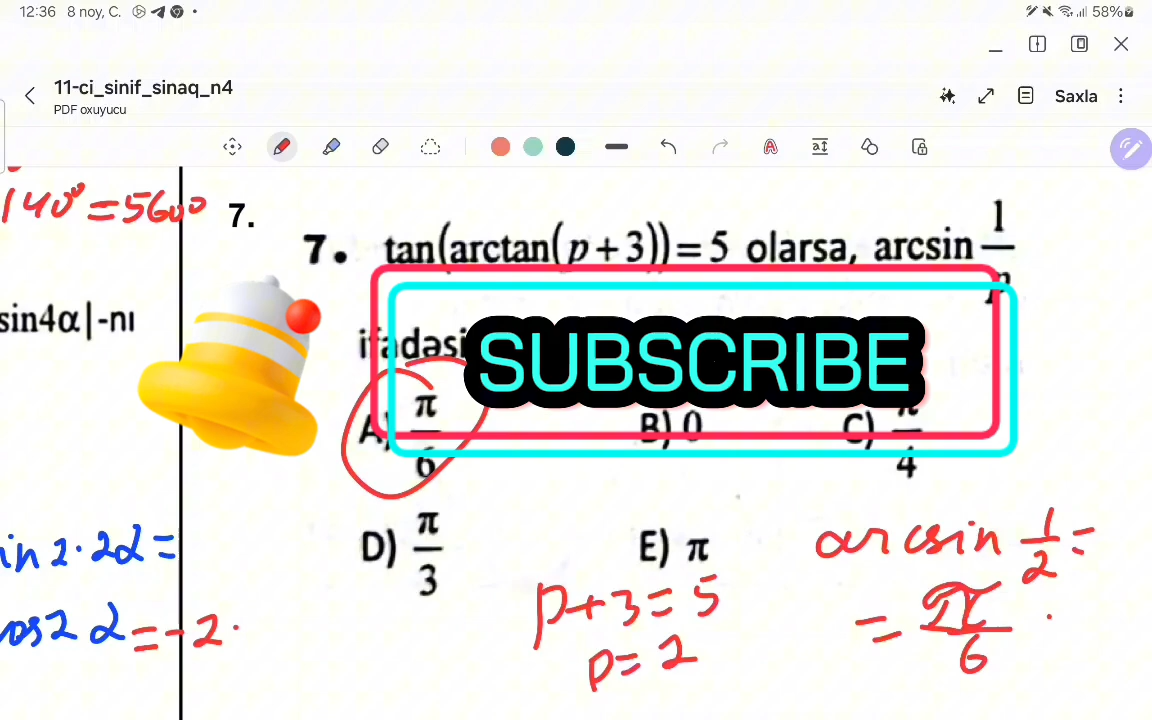 12:36 8 noy, C. 58%
11-ci_sinif_sinaq_n4
PDF oxuyucu
Saxla
140° = 560°
7.
7. tan(arctan(p+3))=5 olarsa, arcsin 1/p
sin4α|-nı
ifadəsi
SUBSCRIBE
A) π/6 B) 0 C) π/4
D) π/3 E) π
in 2·2α =
cos2α = -2·
p+3=5
p=2
arcsin 1/2 =
= π/6